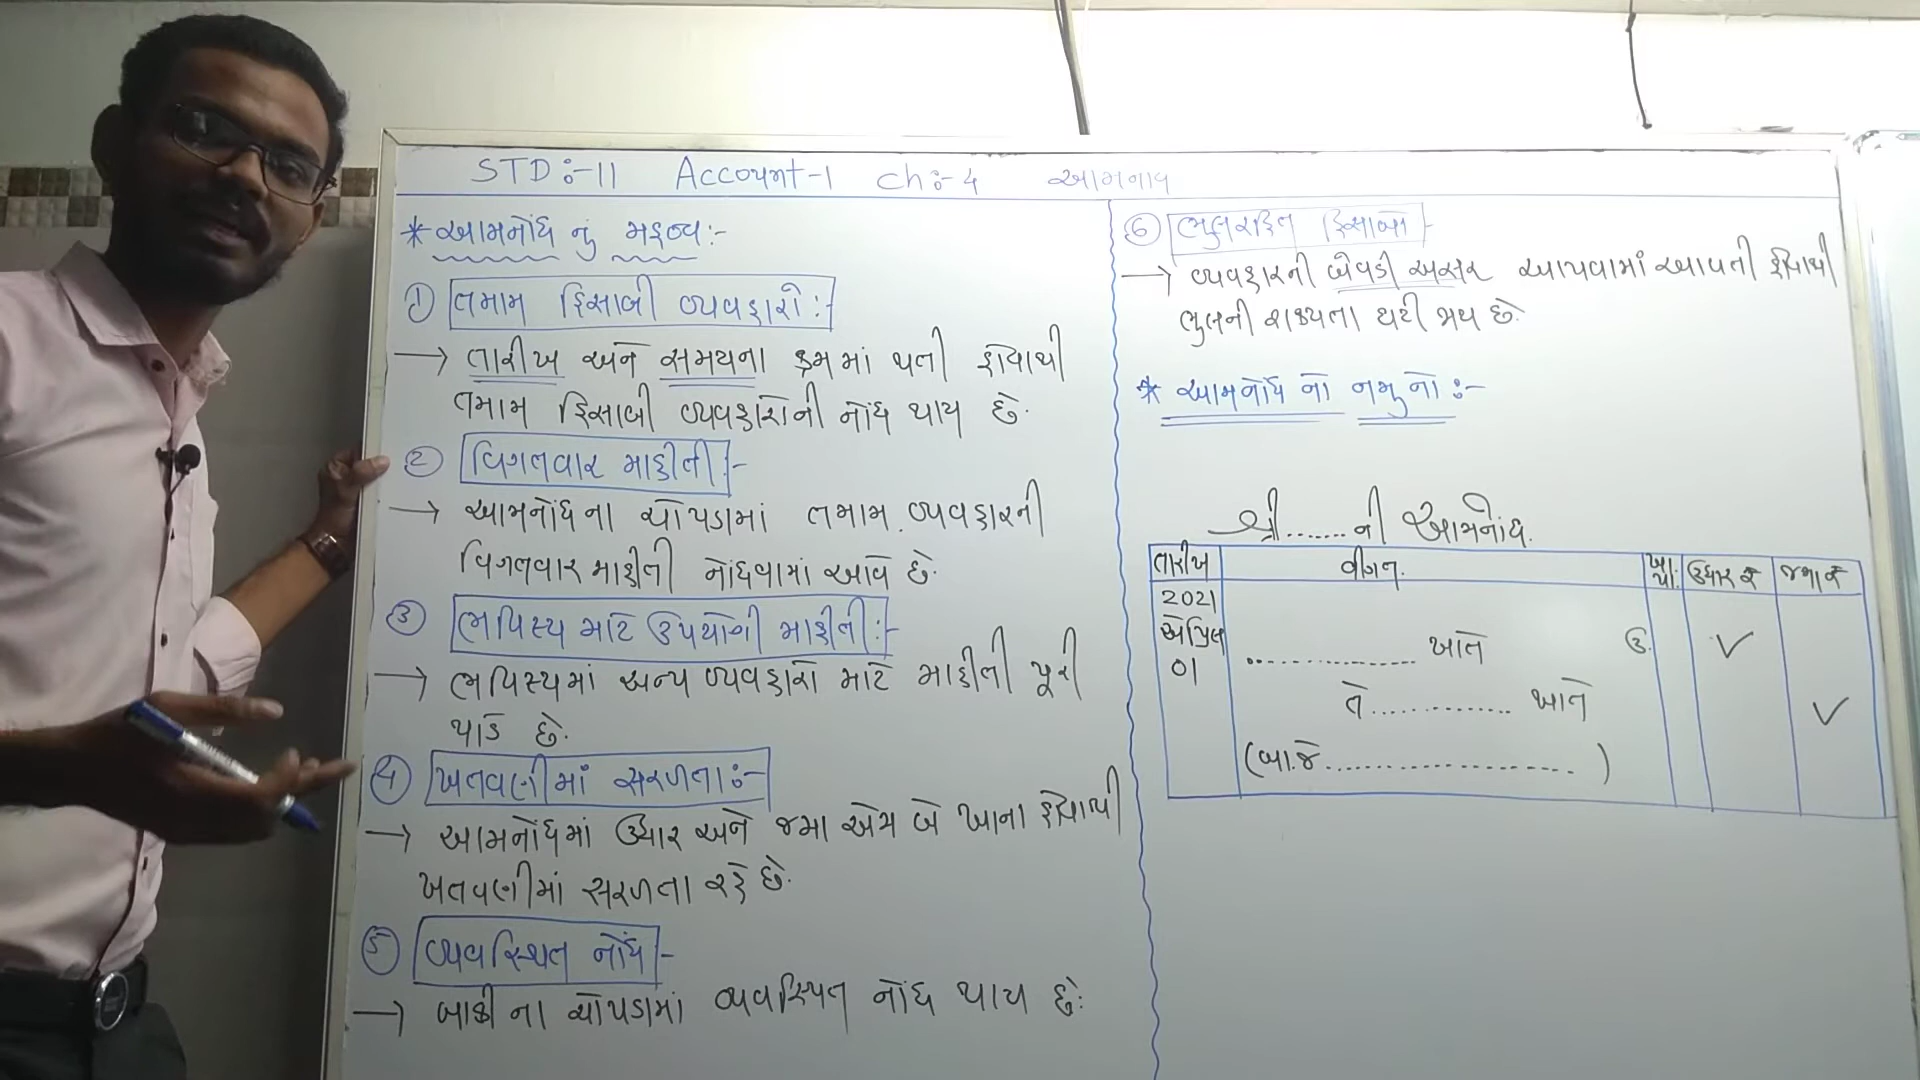 STD:-11 Account-1 Ch:-4 આમનોંધ
* આમનોંધ નું મહત્વ:-
① તમામ હિસાબી વ્યવહારો:-
→ તારીખ અને સમયના ક્રમમાં થતી હોવાથી
તમામ હિસાબી વ્યવહારોની નોંધ થાય છે.
② વિગતવાર માહીતી:-
→ આમનોંધના ચોપડામાં તમામ વ્યવહારની
વિગતવાર માહીતી નોંધવામાં આવે છે.
③ ભવિસ્ય માટે ઉપયોગી માહીતી:-
→ ભવિસ્યમાં અન્ય વ્યવહારો માટે માહીતી પૂરી
પાડે છે.
④ ખતવણીમાં સરળતા:-
→ આમનોંધમાં ઉધાર અને જમા એમ બે ખાના હોવાથી
ખતવણીમાં સરળતા રહે છે.
⑤ વ્યવસ્થિત નોંધ:-
→ બાકીના ચોપડામાં વ્યવસ્થિત નોંધ થાય છે.
⑥ ભુલરહિત હિસાબો:-
→ વ્યવહારની બેવડી અસર આપવામાં આવતી હોવાથી
ભુલની શક્યતા ઘટી જાય છે.
* આમનોંધ નો નમુનો:-
શ્રી........ની આમનોંધ.
તારીખ વીગત. ખા. પા. ઉધાર ₹ જમા ₹
2021
એપ્રિલ
01 ................ ખાતે ઉ. ✓
તે ............. ખાતે ✓
(બા.જે.....................)